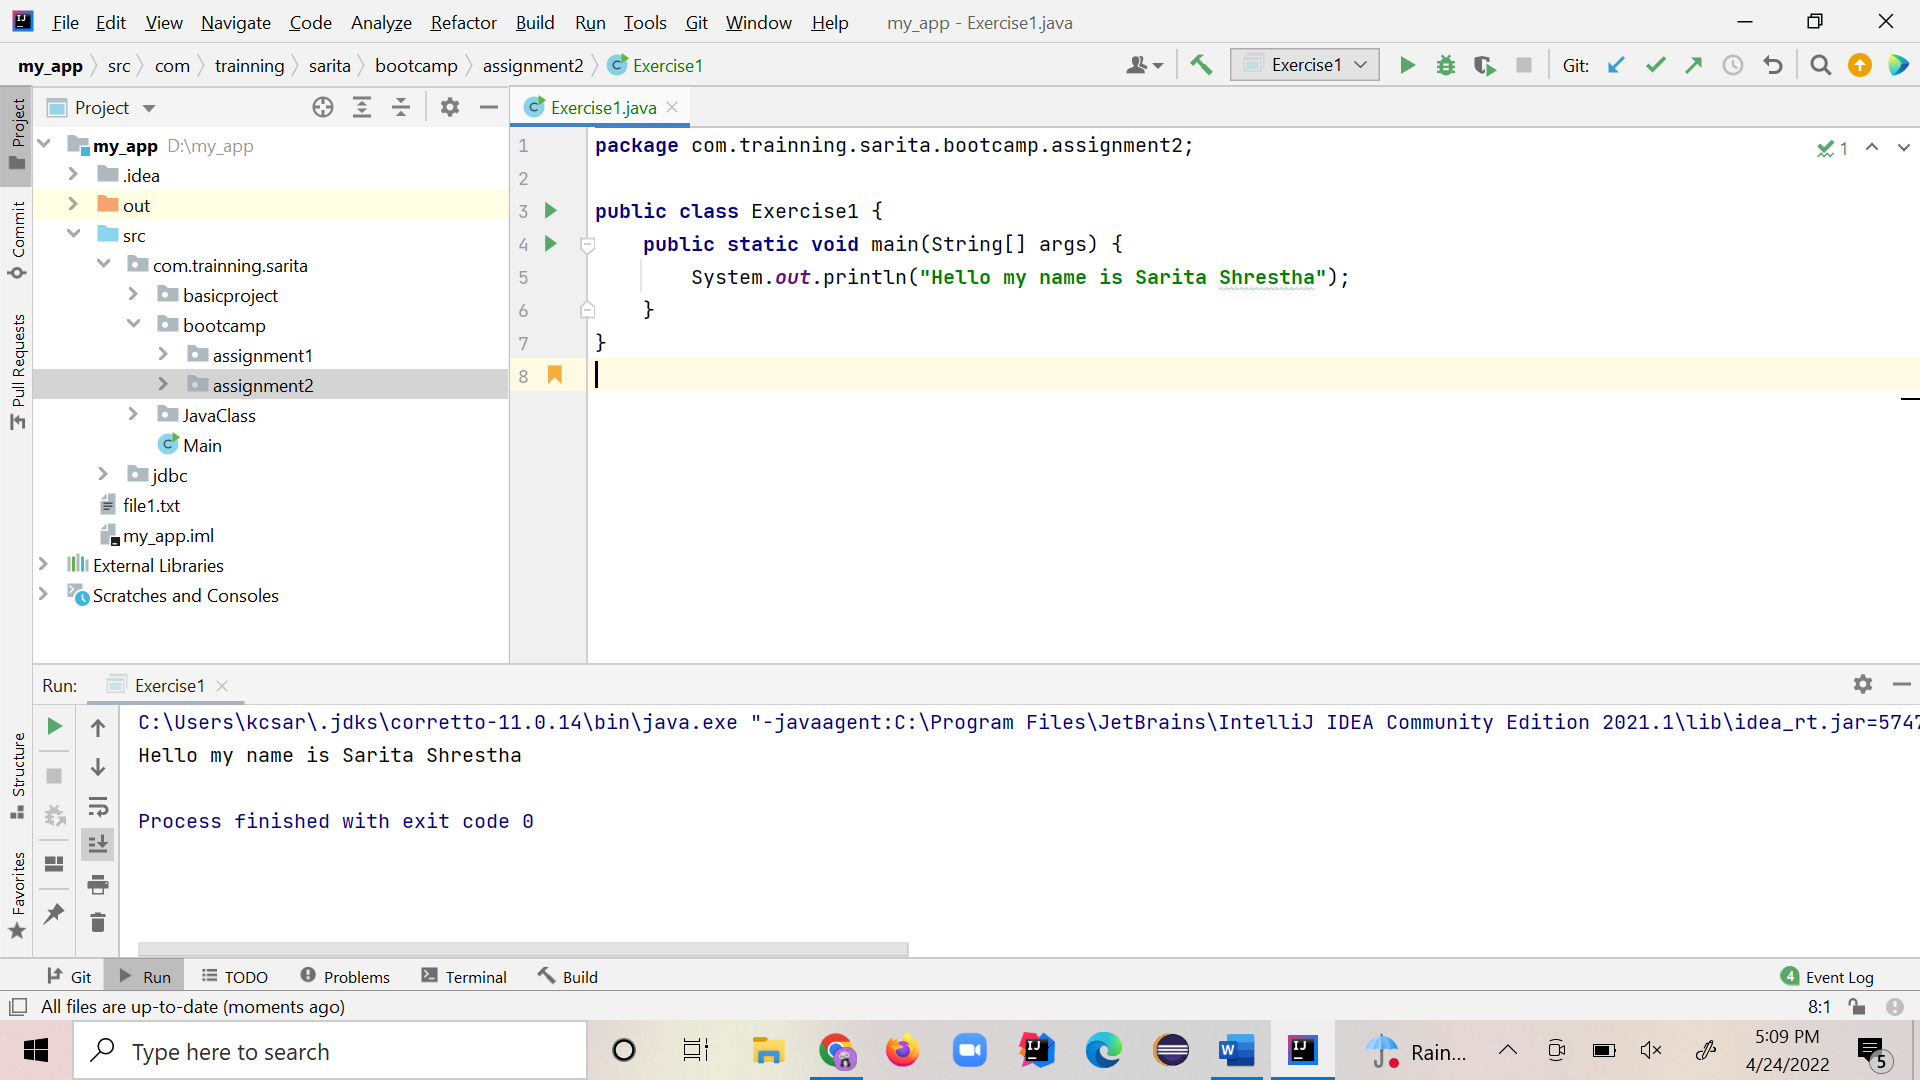 File Edit View Navigate Code Analyze Refactor Build Run Tools Git Window Help my_app - Exercise1.java
my_app src com trainning sarita bootcamp assignment2 Exercise1 Exercise1 Git:
Project
Commit
Pull Requests
Structure
Favorites
Project
my_app D:\my_app
.idea
out
src
com.trainning.sarita
basicproject
bootcamp
assignment1
assignment2
JavaClass
Main
jdbc
file1.txt
my_app.iml
External Libraries
Scratches and Consoles
Exercise1.java
1
1 package com.trainning.sarita.bootcamp.assignment2;
2
3 public class Exercise1 {
4 public static void main(String[] args) {
5 System.out.println("Hello my name is Sarita Shrestha");
6 }
7 }
8
Run: Exercise1
C:\Users\kcsar\.jdks\corretto-11.0.14\bin\java.exe "-javaagent:C:\Program Files\JetBrains\IntelliJ IDEA Community Edition 2021.1\lib\idea_rt.jar=5747
Hello my name is Sarita Shrestha
Process finished with exit code 0
Git Run TODO Problems Terminal Build 4 Event Log
All files are up-to-date (moments ago) 8:1
Type here to search
Rain...
5:09 PM
4/24/2022
5